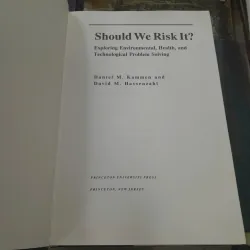 Should We Risk It?
Exploring Environmental, Health, and
Technological Problem Solving
Daniel M. Kammen and
David M. Hassenzahl
PRINCETON UNIVERSITY PRESS
PRINCETON, NEW JERSEY